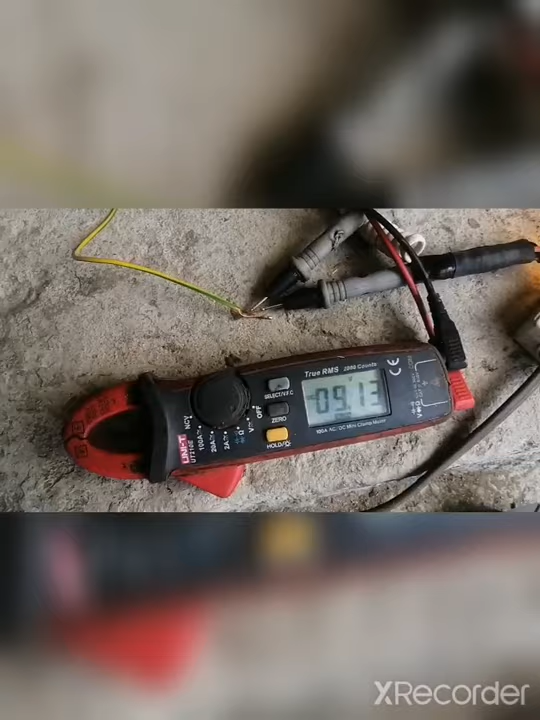 True RMS 2000 Counts
CE
SELECT/V.F.C
-0913
ZERO
HOLD/
100A AC/DC Mini Clamp Meter
COM
UNI-T
UT210E
NCV
100A
20A
2A
Ω
V
OFF
XRecorder